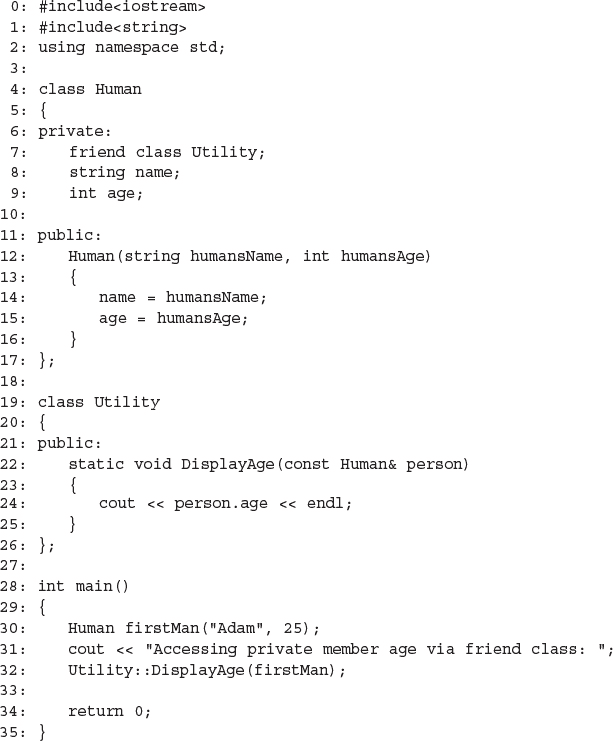 0: #include<iostream>
1: #include<string>
2: using namespace std;
3:
4: class Human
5: {
6: private:
7:    friend class Utility;
8:    string name;
9:    int age;
10:
11: public:
12:    Human(string humansName, int humansAge)
13:    {
14:       name = humansName;
15:       age = humansAge;
16:    }
17: };
18:
19: class Utility
20: {
21: public:
22:    static void DisplayAge(const Human& person)
23:    {
24:       cout << person.age << endl;
25:    }
26: };
27:
28: int main()
29: {
30:    Human firstMan("Adam", 25);
31:    cout << "Accessing private member age via friend class: ";
32:    Utility::DisplayAge(firstMan);
33:
34:    return 0;
35: }